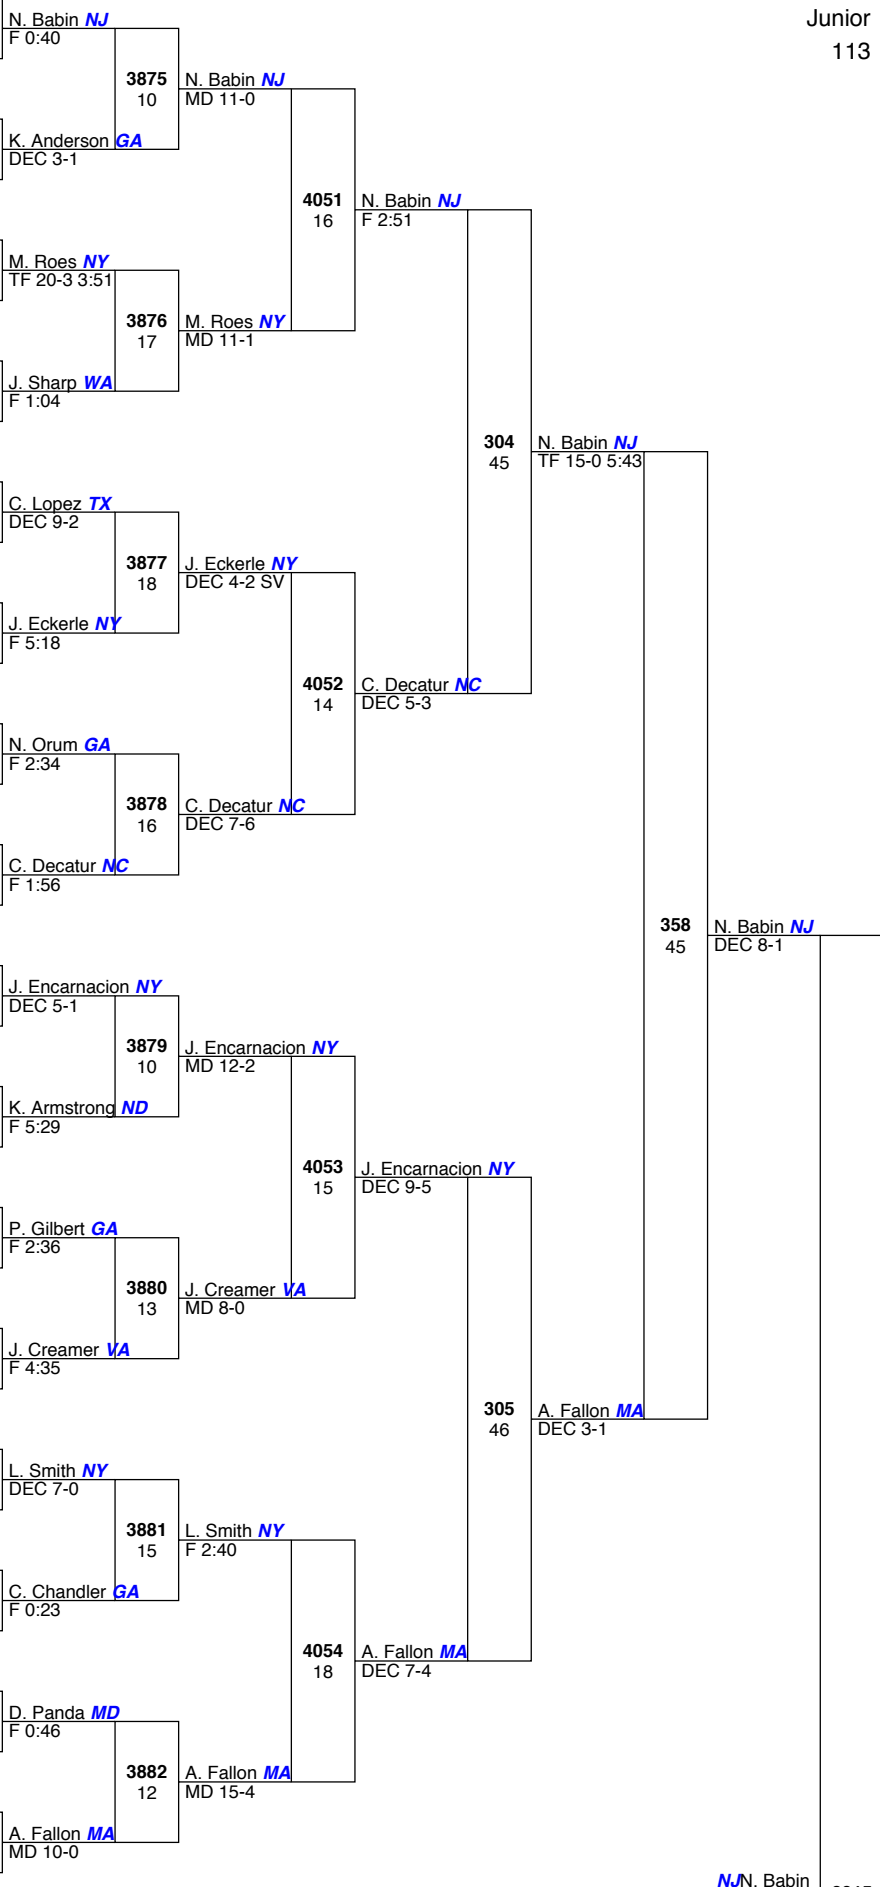 Junior
113
N. Babin NJ
F 0:40
3875
10
N. Babin NJ
MD 11-0
K. Anderson GA
DEC 3-1
4051
16
N. Babin NJ
F 2:51
M. Roes NY
TF 20-3 3:51
3876
17
M. Roes NY
MD 11-1
J. Sharp WA
F 1:04
304
45
N. Babin NJ
TF 15-0 5:43
C. Lopez TX
DEC 9-2
3877
18
J. Eckerle NY
DEC 4-2 SV
J. Eckerle NY
F 5:18
4052
14
C. Decatur NC
DEC 5-3
N. Orum GA
F 2:34
3878
16
C. Decatur NC
DEC 7-6
C. Decatur NC
F 1:56
358
45
N. Babin NJ
DEC 8-1
J. Encarnacion NY
DEC 5-1
3879
10
J. Encarnacion NY
MD 12-2
K. Armstrong ND
F 5:29
4053
15
J. Encarnacion NY
DEC 9-5
P. Gilbert GA
F 2:36
3880
13
J. Creamer VA
MD 8-0
J. Creamer VA
F 4:35
305
46
A. Fallon MA
DEC 3-1
L. Smith NY
DEC 7-0
3881
15
L. Smith NY
F 2:40
C. Chandler GA
F 0:23
4054
18
A. Fallon MA
DEC 7-4
D. Panda MD
F 0:46
3882
12
A. Fallon MA
MD 15-4
A. Fallon MA
MD 10-0
NJN. Babin